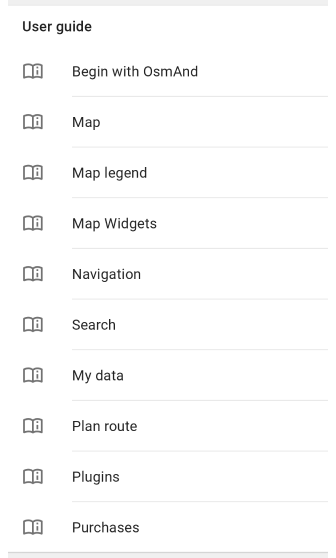 User guide
Begin with OsmAnd
Map
Map legend
Map Widgets
Navigation
Search
My data
Plan route
Plugins
Purchases